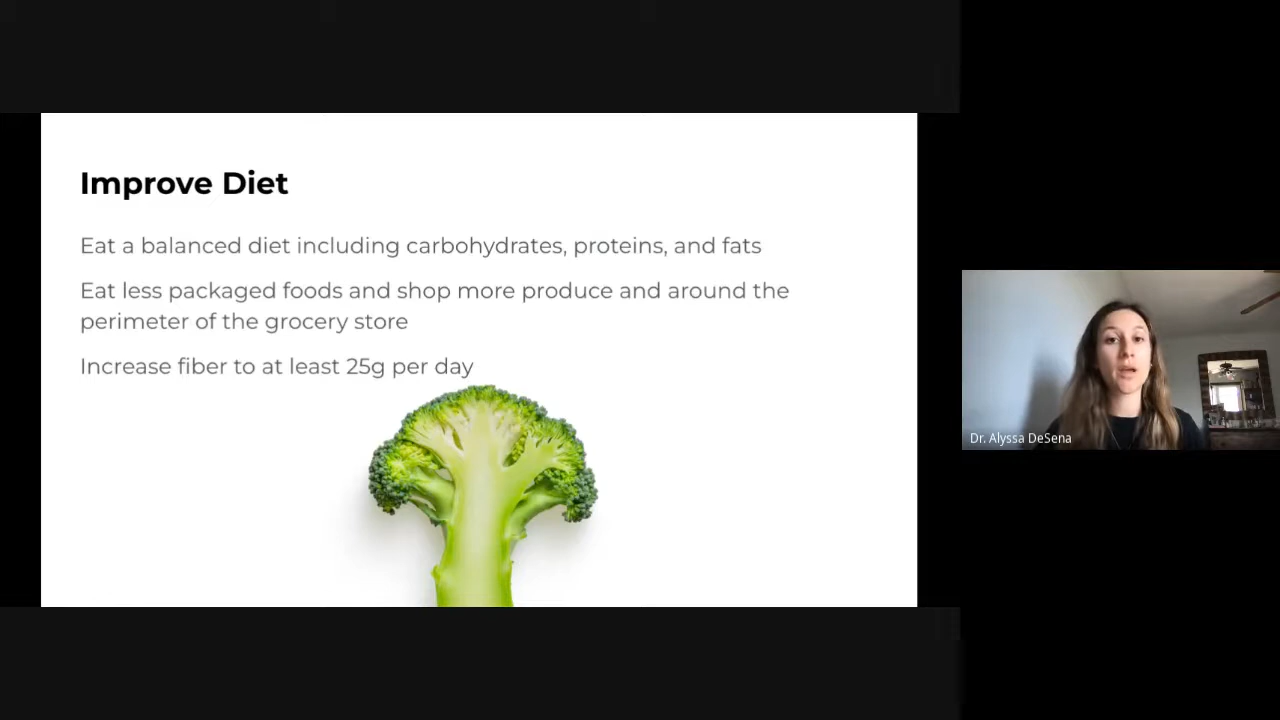 Improve Diet
Eat a balanced diet including carbohydrates, proteins, and fats
Eat less packaged foods and shop more produce and around the
perimeter of the grocery store
Increase fiber to at least 25g per day
Dr. Alyssa DeSena